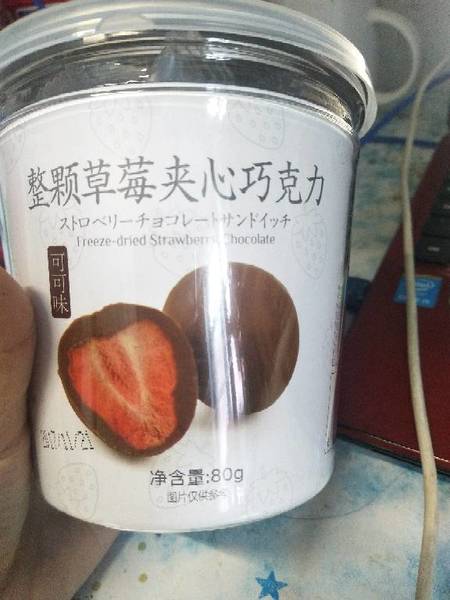 整颗草莓夹心巧克力
ストロベリーチョコレートサンドイッチ
Freeze-dried Strawberry Chocolate
可可味
净含量:80g
图片仅供参